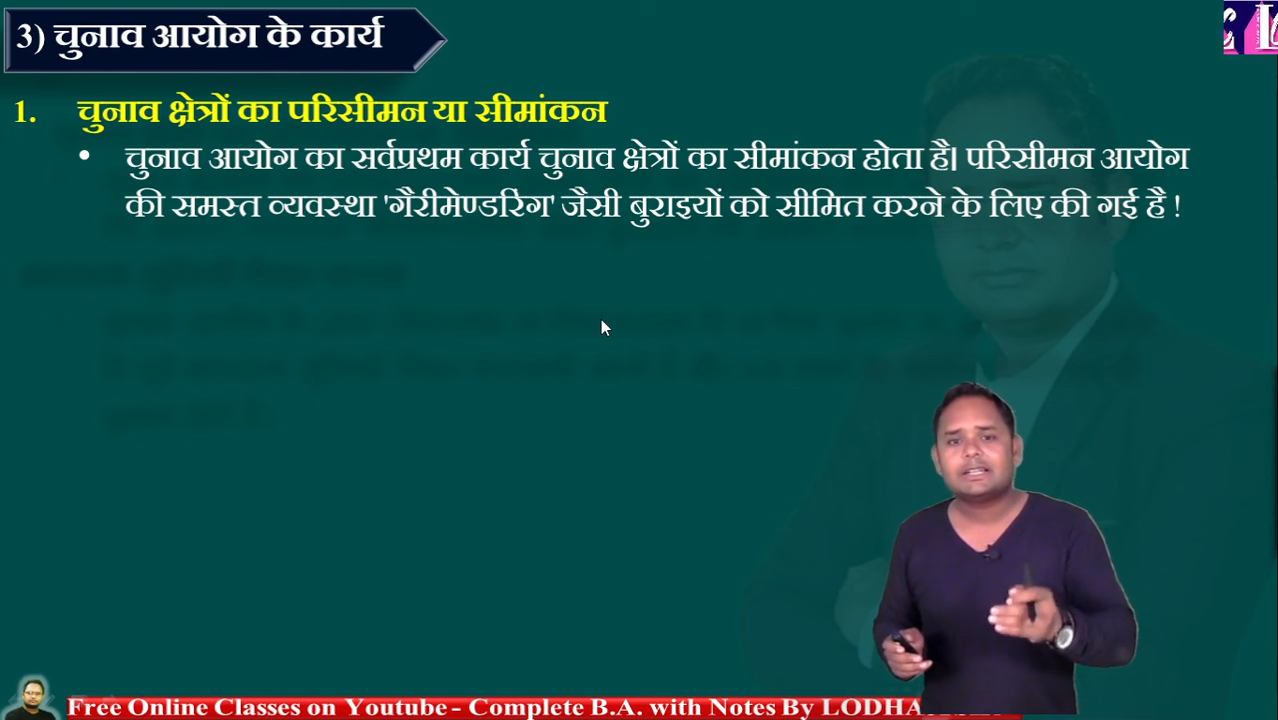 3) चुनाव आयोग के कार्य
1. चुनाव क्षेत्रों का परिसीमन या सीमांकन
• चुनाव आयोग का सर्वप्रथम कार्य चुनाव क्षेत्रों का सीमांकन होता है। परिसीमन आयोग
की समस्त व्यवस्था 'गैरीमेण्डरिंग' जैसी बुराइयों को सीमित करने के लिए की गई है !
Free Online Classes on Youtube - Complete B.A. with Notes By LODHA